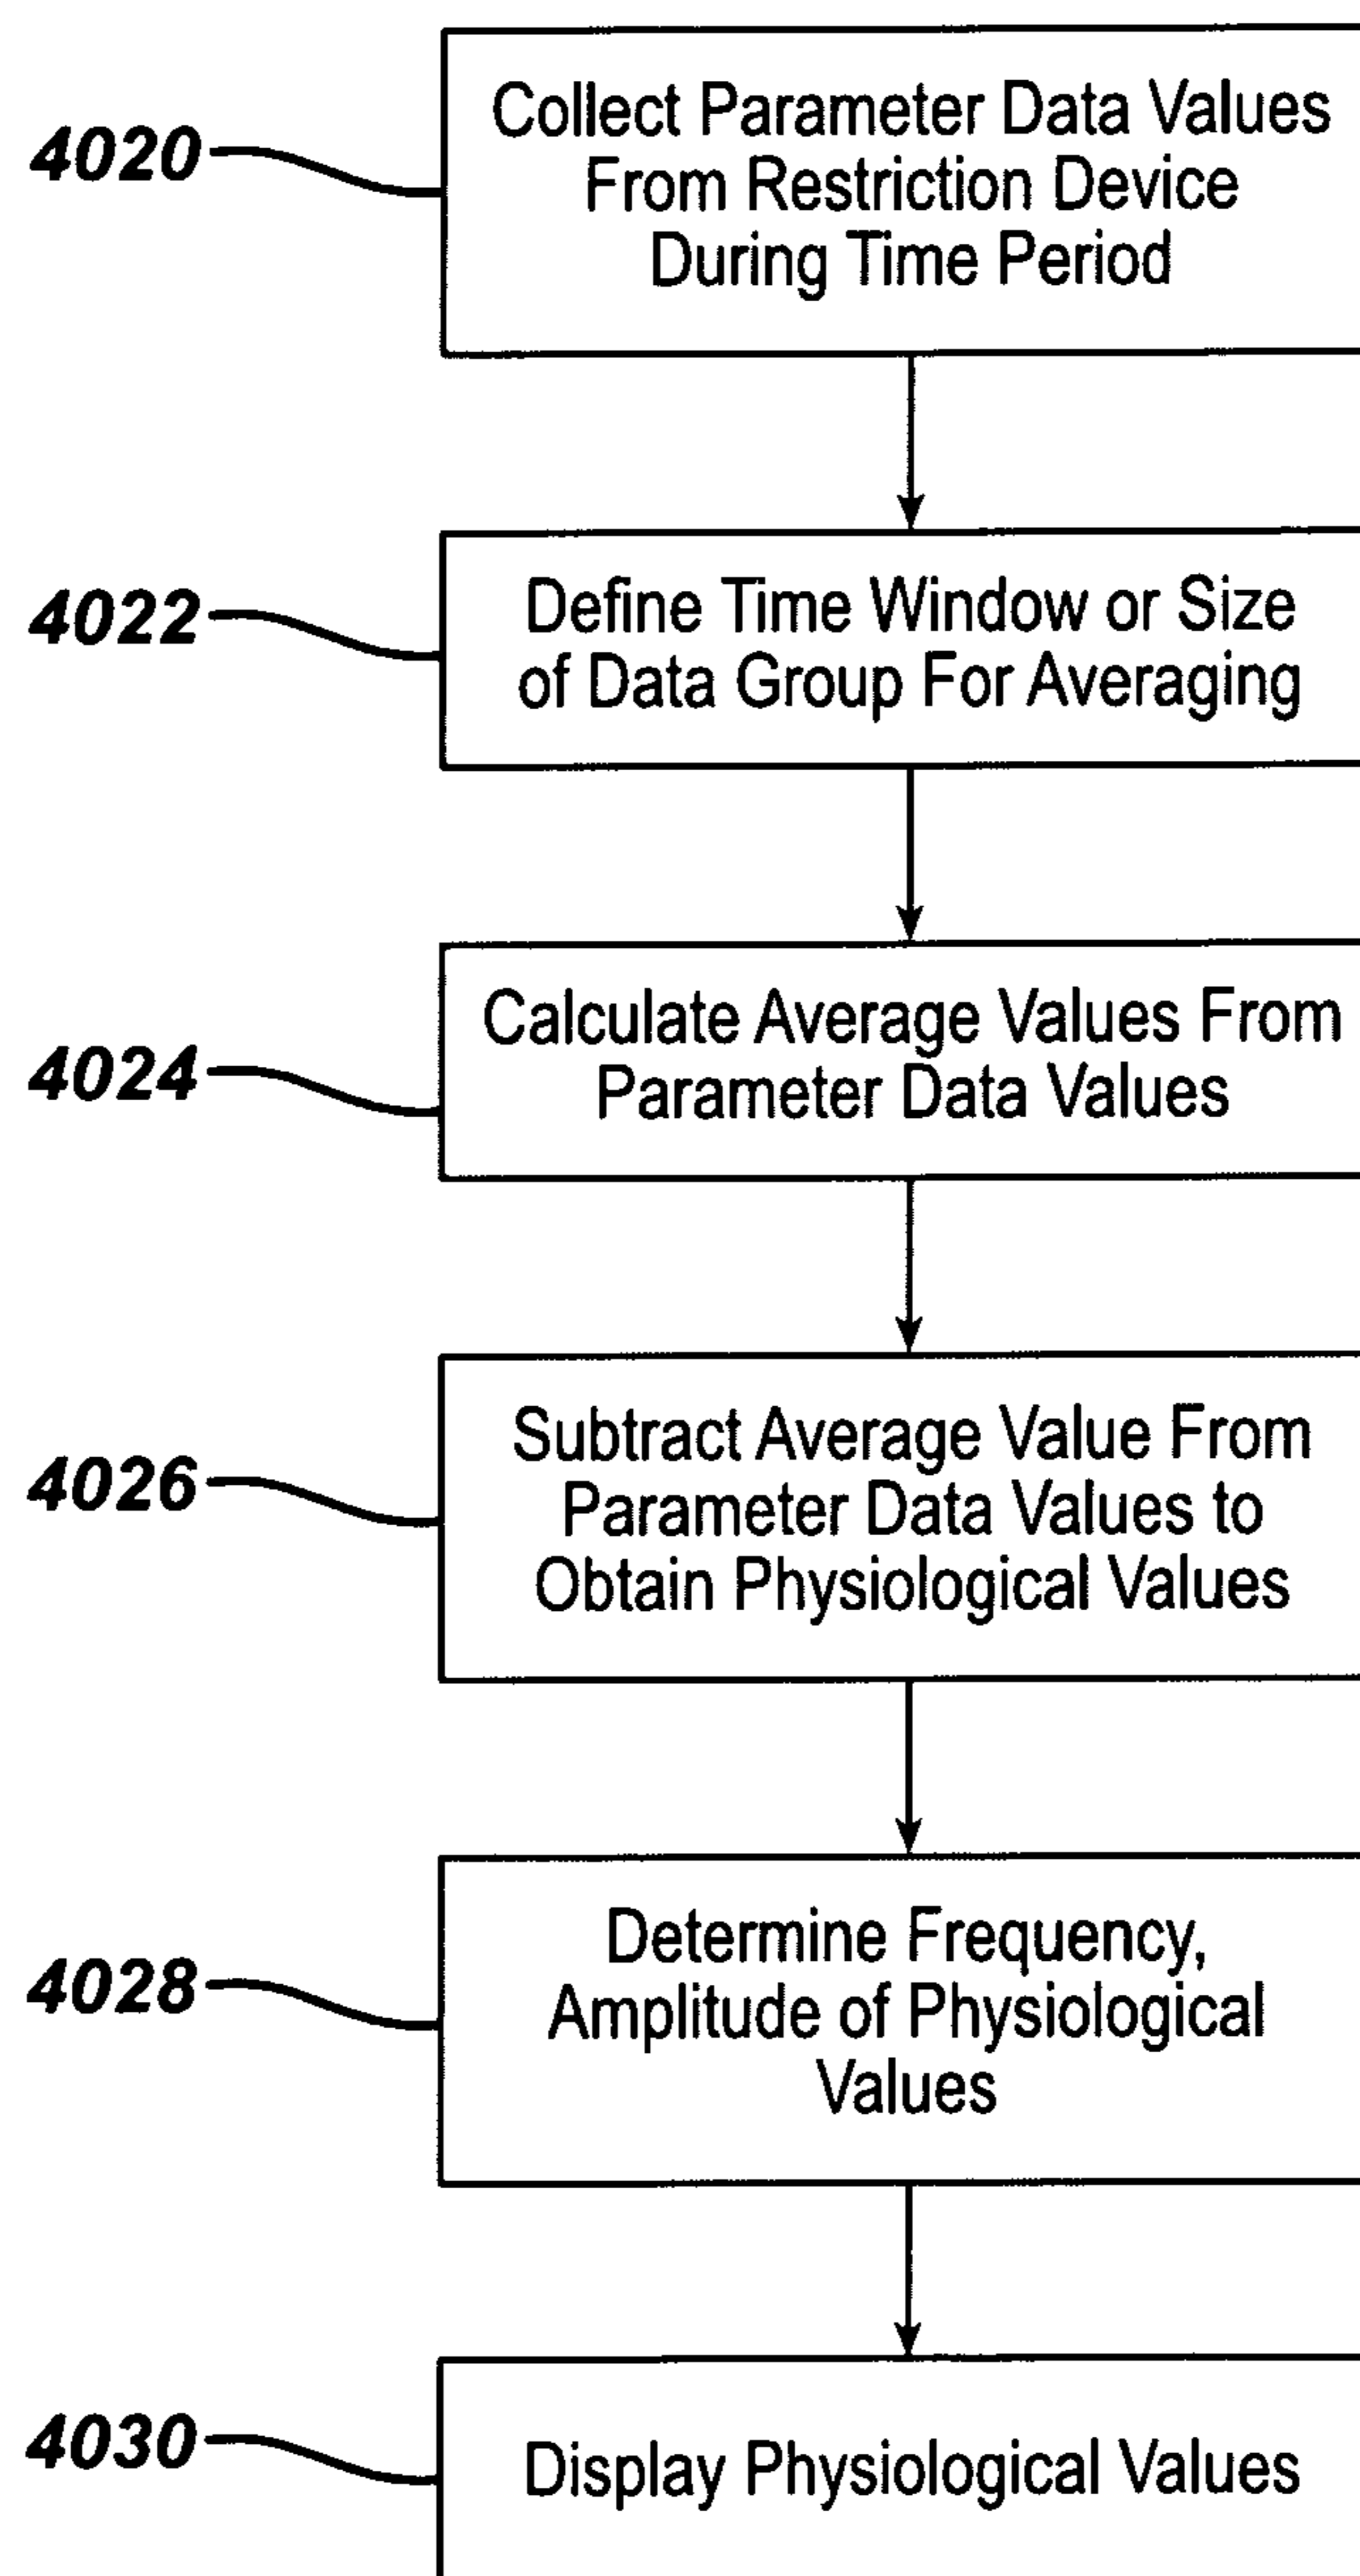 4020
Collect Parameter Data Values
From Restriction Device
During Time Period
4022
Define Time Window or Size
of Data Group For Averaging
4024
Calculate Average Values From
Parameter Data Values
4026
Subtract Average Value From
Parameter Data Values to
Obtain Physiological Values
4028
Determine Frequency,
Amplitude of Physiological
Values
4030
Display Physiological Values